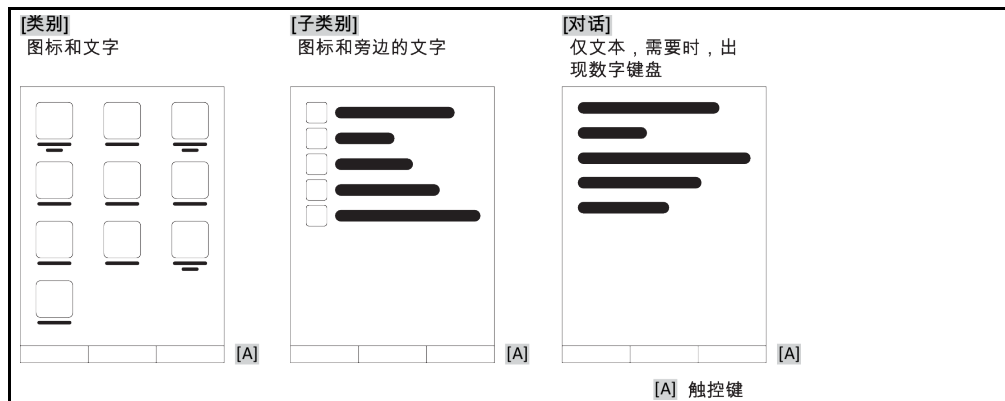 [类别]
图标和文字
[子类别]
图标和旁边的文字
[对话]
仅文本，需要时，出
现数字键盘
[A]
[A]
[A]
[A] 触控键